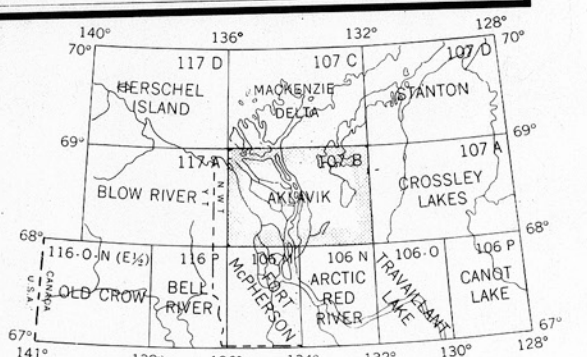 140° 136° 132° 128°
70° 117 D 107 C 107 D 70°
HERSCHEL
ISLAND
MACKENZIE
DELTA
STANTON
69° 117 A 107 B 107 A 69°
BLOW RIVER
Y T
N W T
AKLAVIK
CROSSLEY
LAKES
68° 68°
116-O-N (E½) 116 P 106 M 106 N 106-O 106 P
CANADA
U.S.A.
OLD CROW
BELL
RIVER
FORT
McPHERSON
ARCTIC
RED
RIVER
TRAVAILLANT
LAKE
CANOT
LAKE
67° 67°
141° 132° 130° 128°